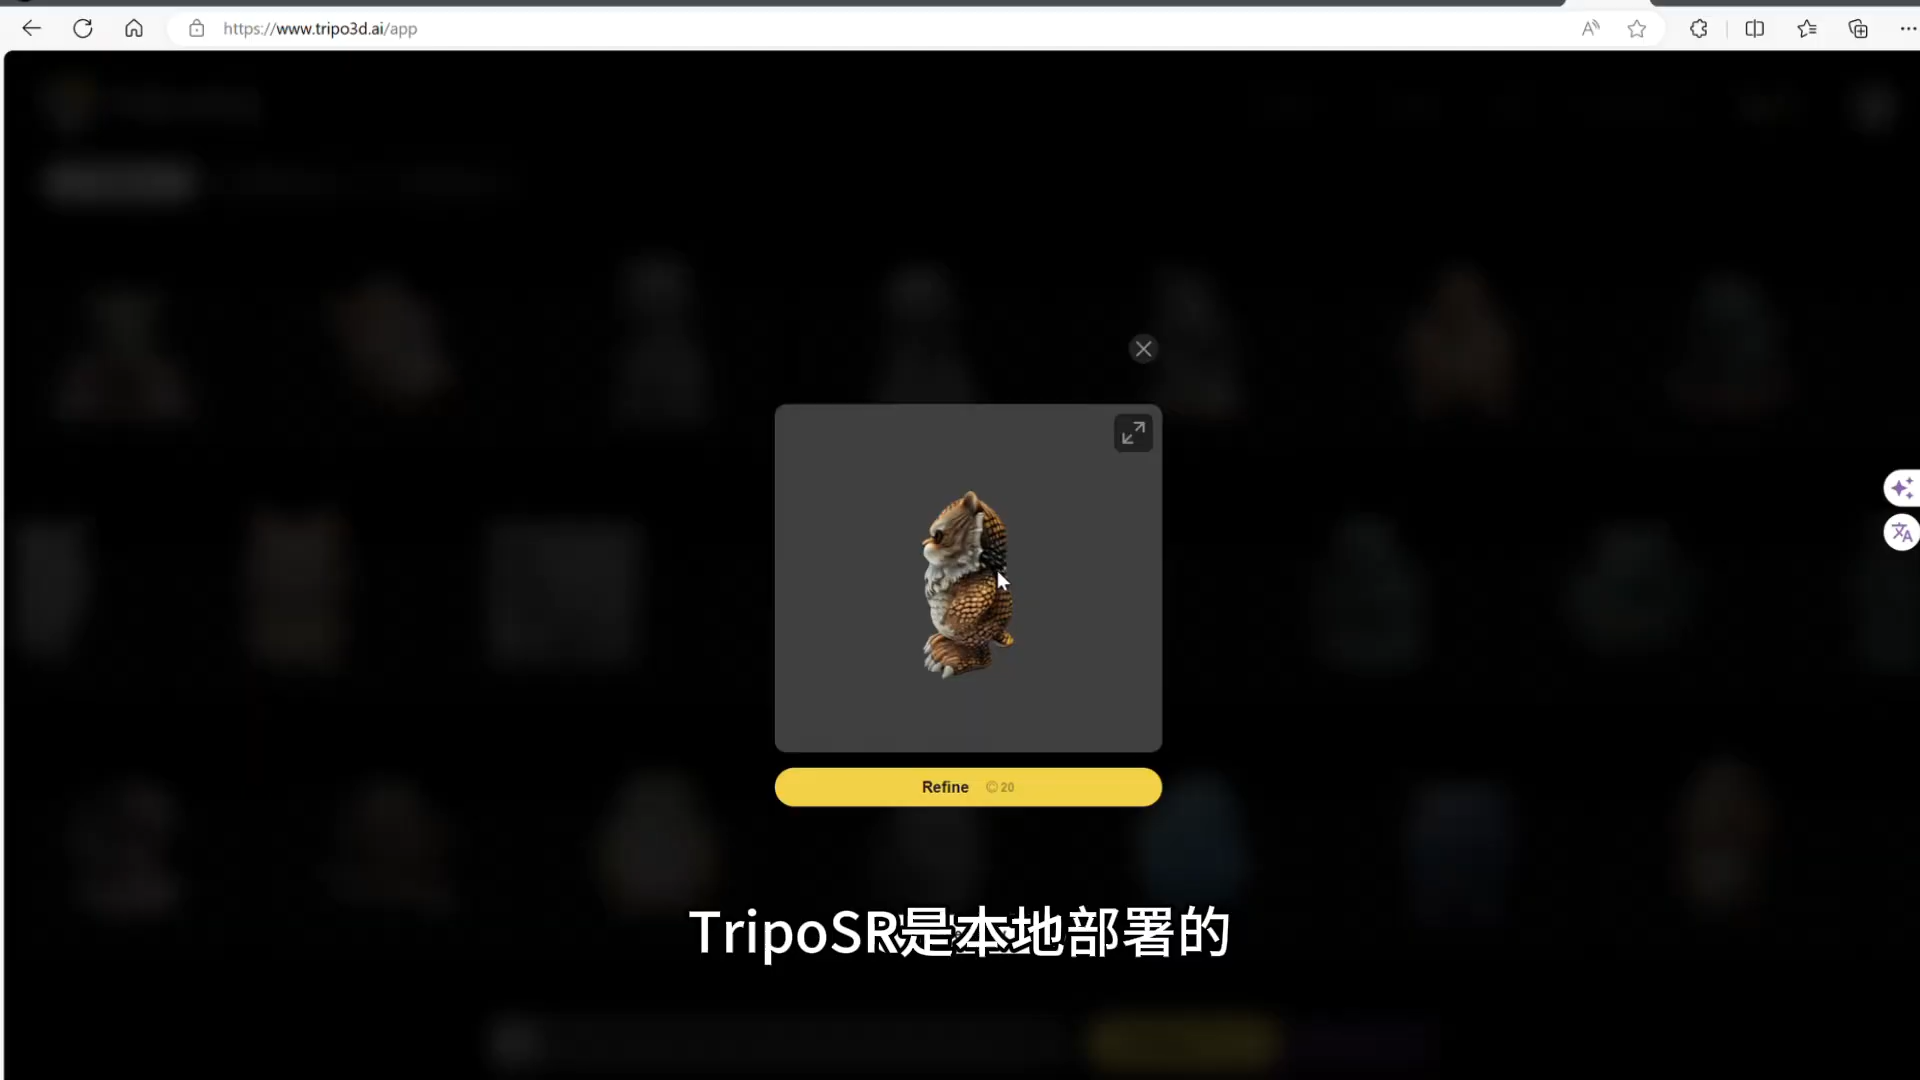 https://www.tripo3d.ai/app
Refine 20
TripoSR是本地部署的